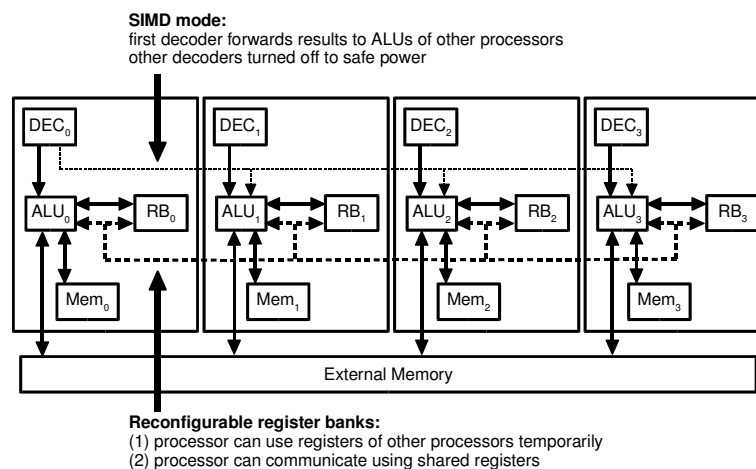 SIMD mode:
first decoder forwards results to ALUs of other processors
other decoders turned off to safe power
DEC₀ DEC₁ DEC₂ DEC₃
ALU₀ RB₀ ALU₁ RB₁ ALU₂ RB₂ ALU₃ RB₃
Mem₀ Mem₁ Mem₂ Mem₃
External Memory
Reconfigurable register banks:
(1) processor can use registers of other processors temporarily
(2) processor can communicate using shared registers